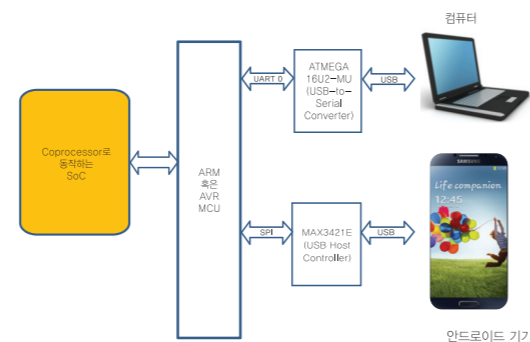 컴퓨터
Coprocessor로
동작하는
SoC
ARM
혹은
AVR
MCU
UART 0
ATMEGA
16U2-MU
(USB-to-
Serial
Converter)
USB
SPI
MAX3421E
(USB Host
Controller)
USB
SAMSUNG
Life companion
12:45
안드로이드 기기